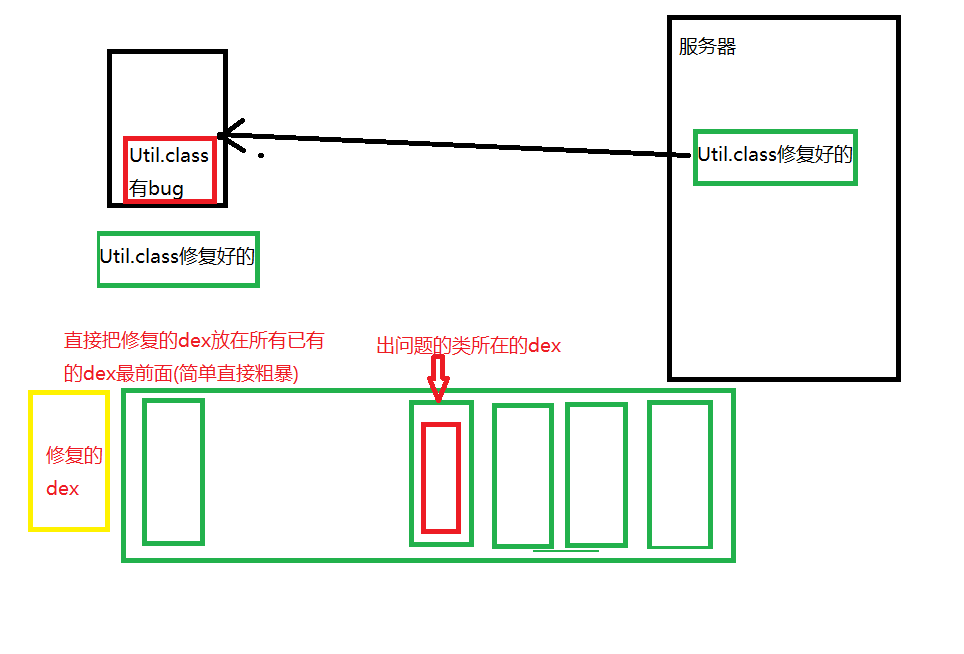 服务器
Util.class
有bug
Util.class修复好的
Util.class修复好的
直接把修复的dex放在所有已有
的dex最前面(简单直接粗暴)
出问题的类所在的dex
修复的
dex